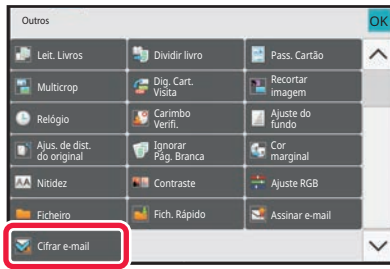 Outros
OK
Leit. Livros
Dividir livro
Pass. Cartão
Multicrop
Dig. Cart.
Visita
Recortar
imagem
Relógio
Carimbo
Verifi.
Ajuste do
fundo
Ajus. de dist.
do original
Ignorar
Pág. Branca
Cor
marginal
Nitidez
Contraste
Ajuste RGB
Ficheiro
Fich. Rápido
Assinar e-mail
Cifrar e-mail